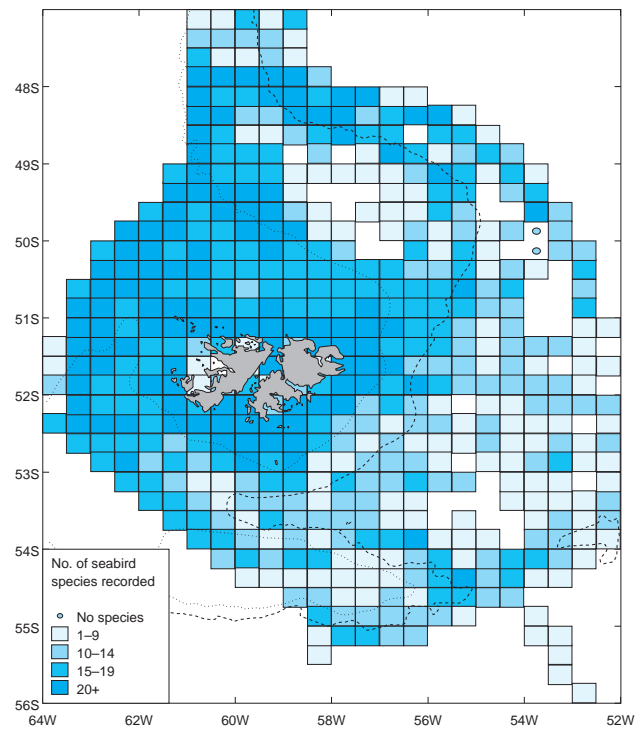 48S
49S
50S
51S
52S
53S
54S
55S
56S
No. of seabird
species recorded
No species
1–9
10–14
15–19
20+
64W 62W 60W 58W 56W 54W 52W